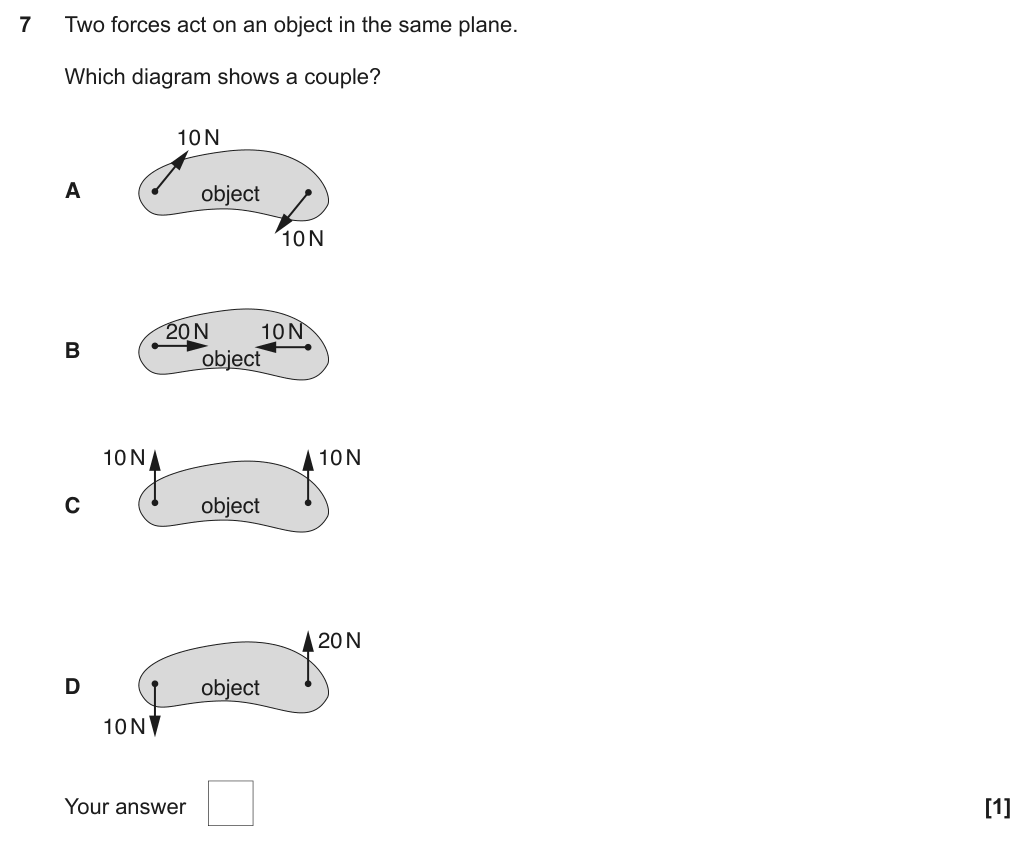 7 Two forces act on an object in the same plane.
Which diagram shows a couple?
10 N
A
object
10 N
20 N 10 N
B
object
10 N 10 N
C object
20 N
D object
10 N
Your answer [1]